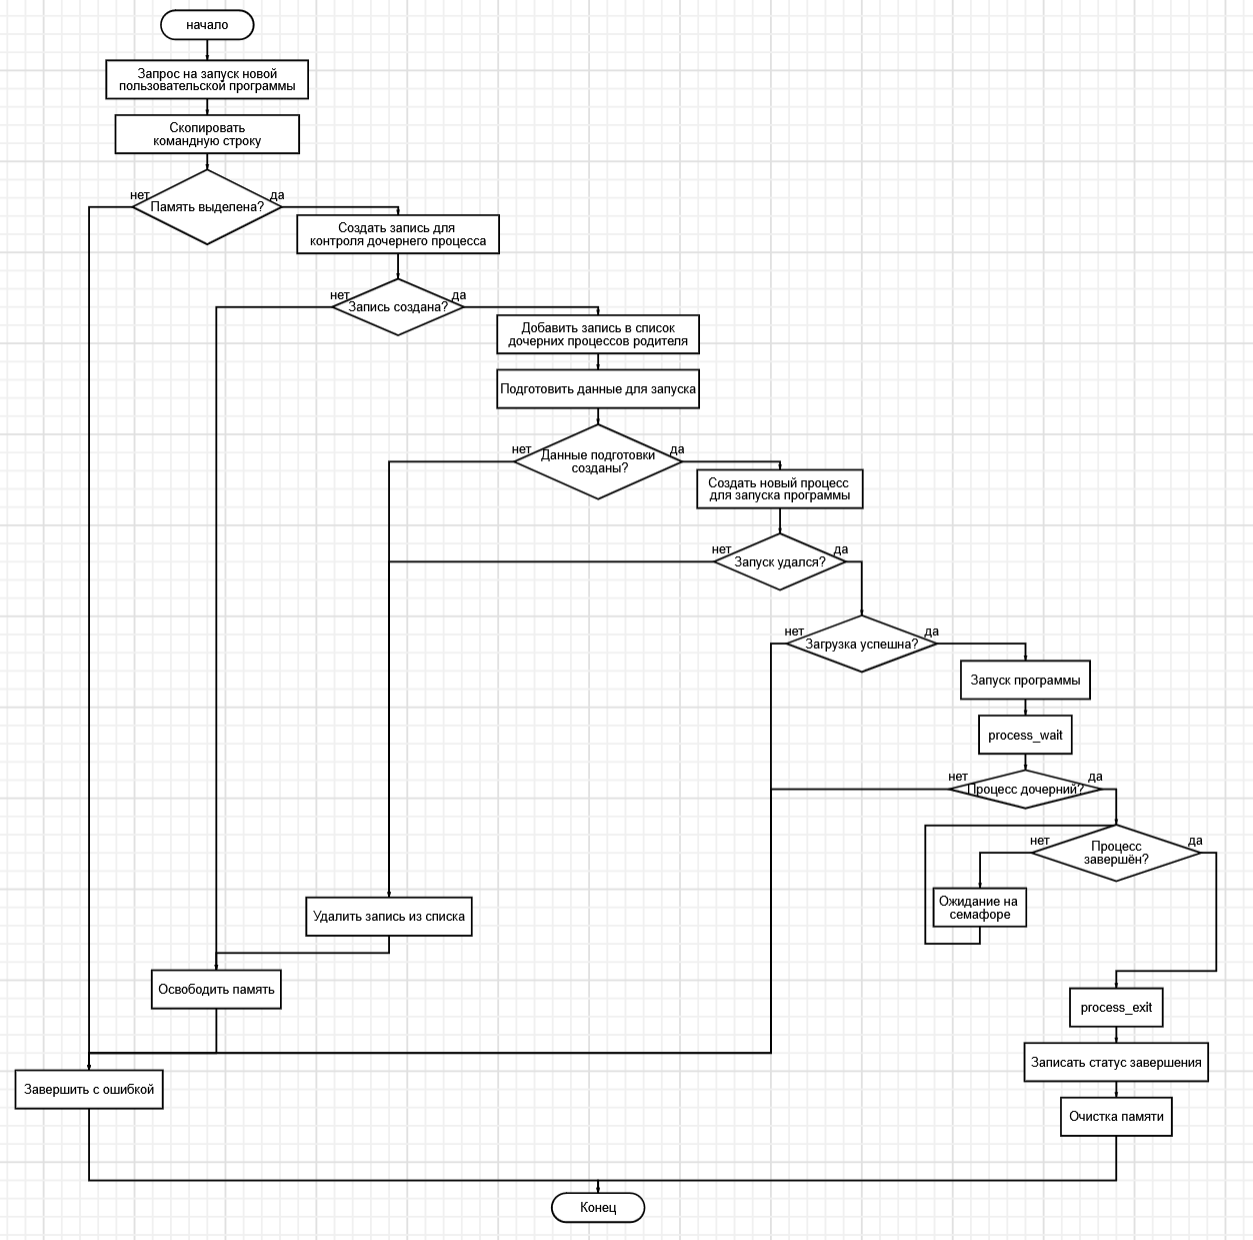 начало
Запрос на запуск новой
пользовательской программы
Скопировать
командную строку
нет
да
Память выделена?
Создать запись для
контроля дочернего процесса
нет
да
Запись создана?
Добавить запись в список
дочерних процессов родителя
Подготовить данные для запуска
нет
да
Данные подготовки
созданы?
Создать новый процесс
для запуска программы
нет
да
Запуск удался?
нет
да
Загрузка успешна?
Запуск программы
process_wait
нет
да
Процесс дочерний?
нет
да
Процесс
завершён?
Ожидание на
семафоре
Удалить запись из списка
Освободить память
process_exit
Записать статус завершения
Завершить с ошибкой
Очистка памяти
Конец